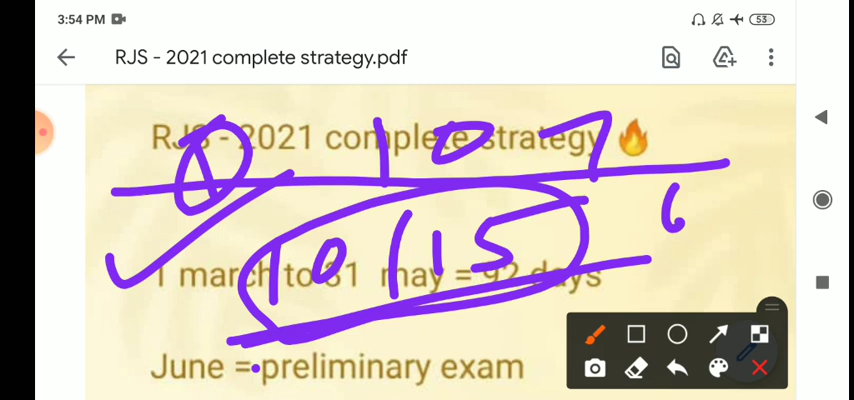 3:54 PM
53
RJS - 2021 complete strategy.pdf
RJS - 2021 complete strategy 🔥
A 107
10/15 6
1 march to 31 may = 92 days
June = preliminary exam